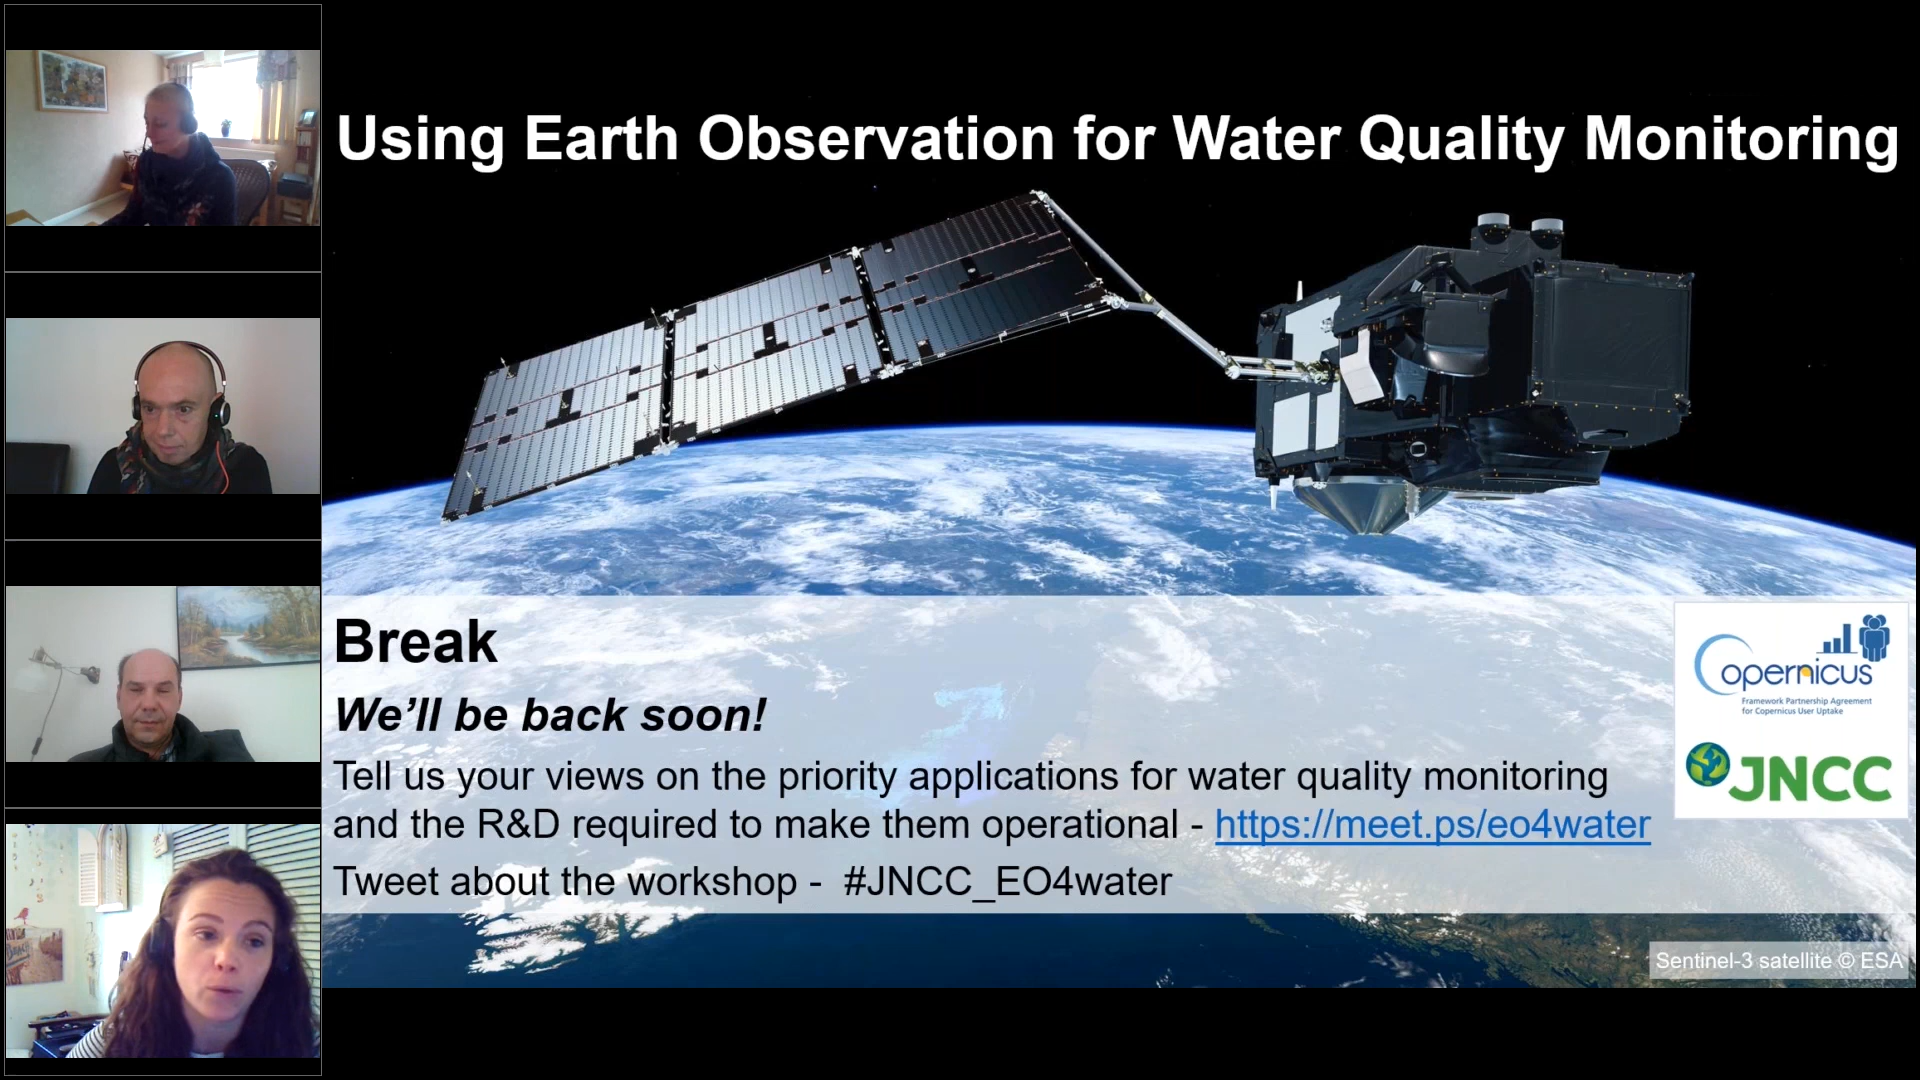 Using Earth Observation for Water Quality Monitoring
Break
We’ll be back soon!
Tell us your views on the priority applications for water quality monitoring
and the R&D required to make them operational - https://meet.ps/eo4water
Tweet about the workshop - #JNCC_EO4water
Copernicus
Framework Partnership Agreement
for Copernicus User Uptake
JNCC
Sentinel-3 satellite © ESA